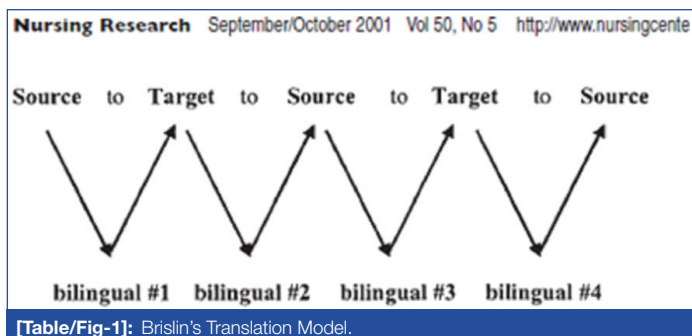 Nursing Research September/October 2001 Vol 50, No 5 http://www.nursingcente
Source to Target to Source to Target to Source
bilingual #1 bilingual #2 bilingual #3 bilingual #4
[Table/Fig-1]: Brislin's Translation Model.